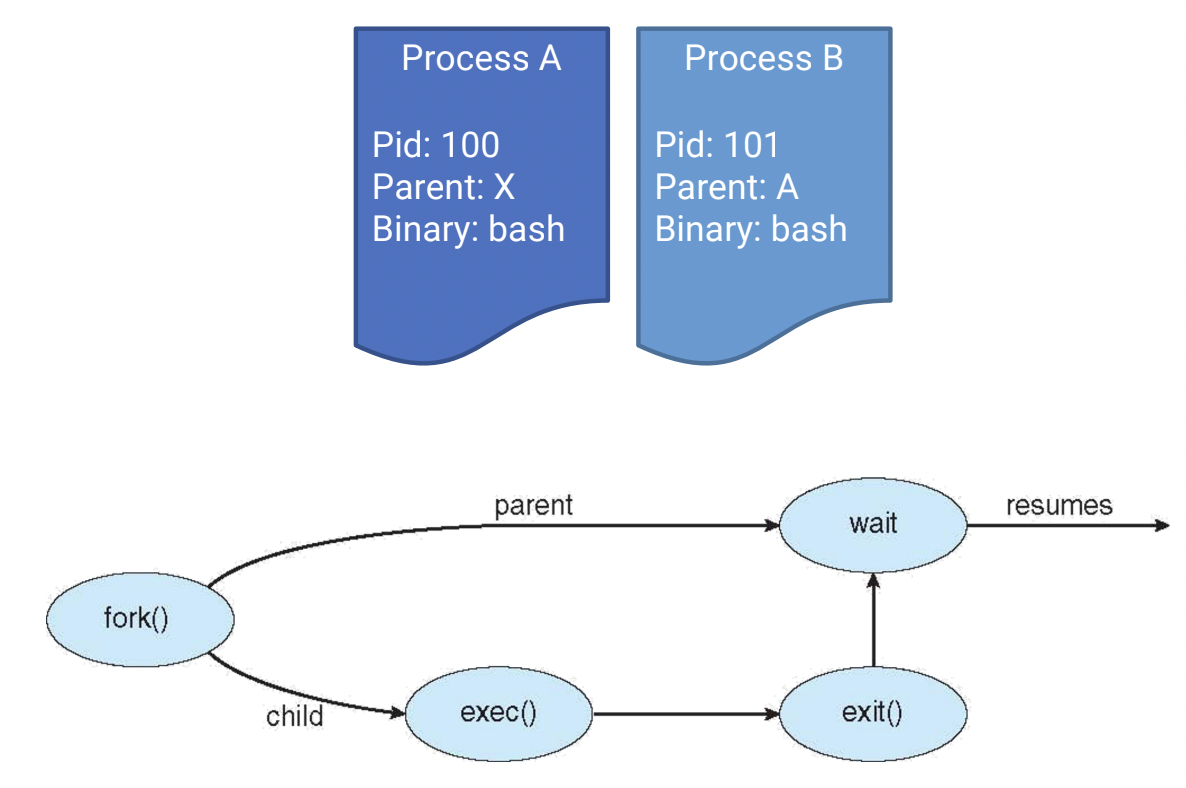 Process A
Pid: 100
Parent: X
Binary: bash
Process B
Pid: 101
Parent: A
Binary: bash
parent
wait
resumes
fork()
child
exec()
exit()